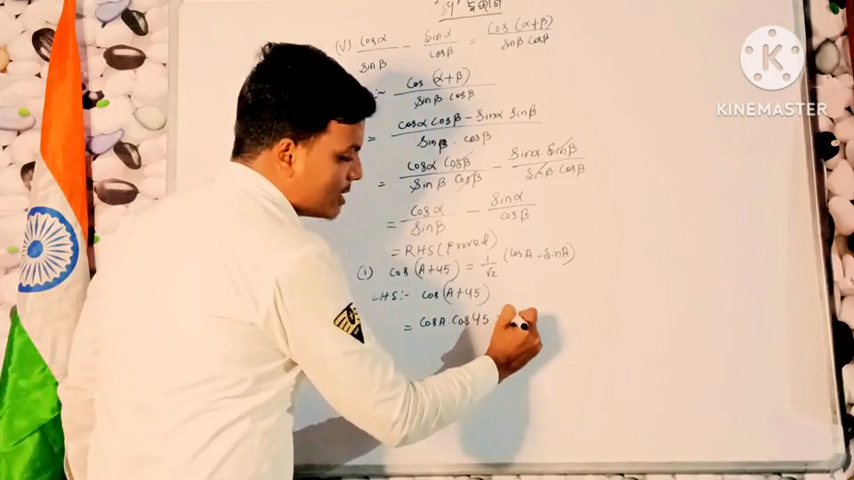 (V) cosα/sinβ - sinα/cosβ = cos(α+β)/sinβ cosβ
cos(α+β)/sinβ cosβ
= cosα cosβ - sinα sinβ/sinβ . cosβ
= cosα cosβ/sinβ cosβ - sinα sinβ/sinβ . cosβ
= cosα/sinβ - sinα/cosβ
= RHS (proved)
(i) cos(A+45) = 1/√2 (cosA - sinA)
LHS:- cos(A+45)
= cosA . cos45
KINEMASTER